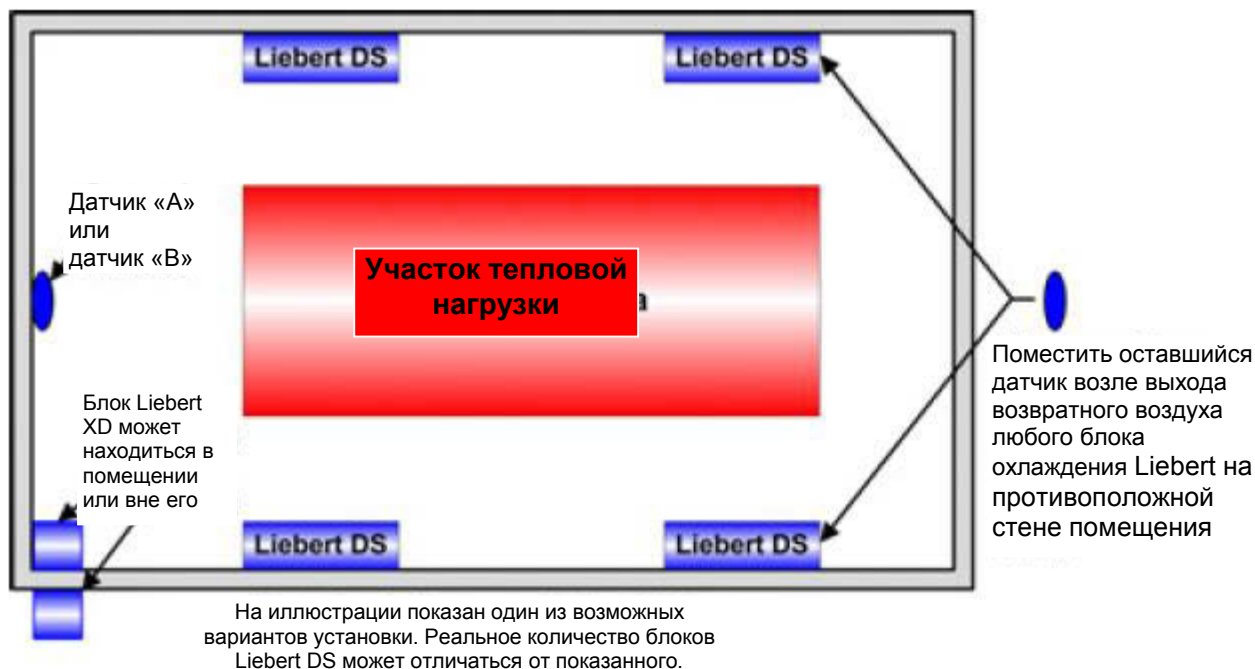 Liebert DS
Liebert DS
Датчик «А»
или
датчик «В»
Участок тепловой
нагрузки
а
Поместить оставшийся
датчик возле выхода
возвратного воздуха
любого блока
охлаждения Liebert на
противоположной
стене помещения
Блок Liebert
XD может
находиться в
помещении
или вне его
Liebert DS
Liebert DS
На иллюстрации показан один из возможных
вариантов установки. Реальное количество блоков
Liebert DS может отличаться от показанного.